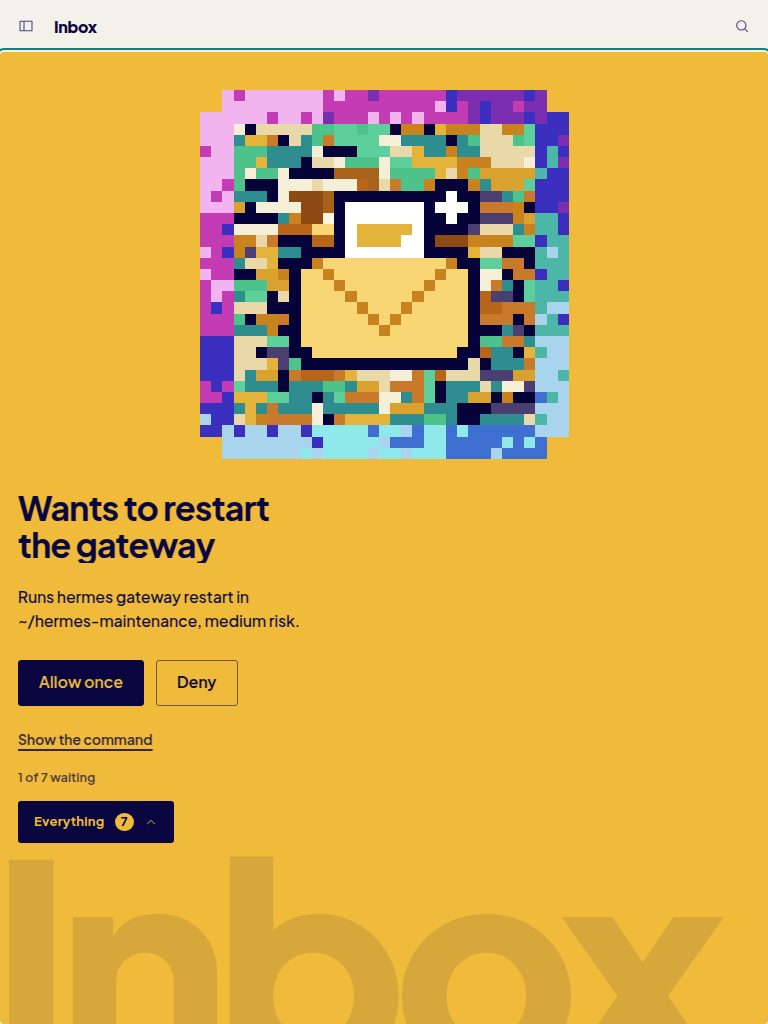 Inbox
Wants to restart
the gateway
Runs hermes gateway restart in
~/hermes-maintenance, medium risk.
Allow once
Deny
Show the command
1 of 7 waiting
Everything 7
Inbox